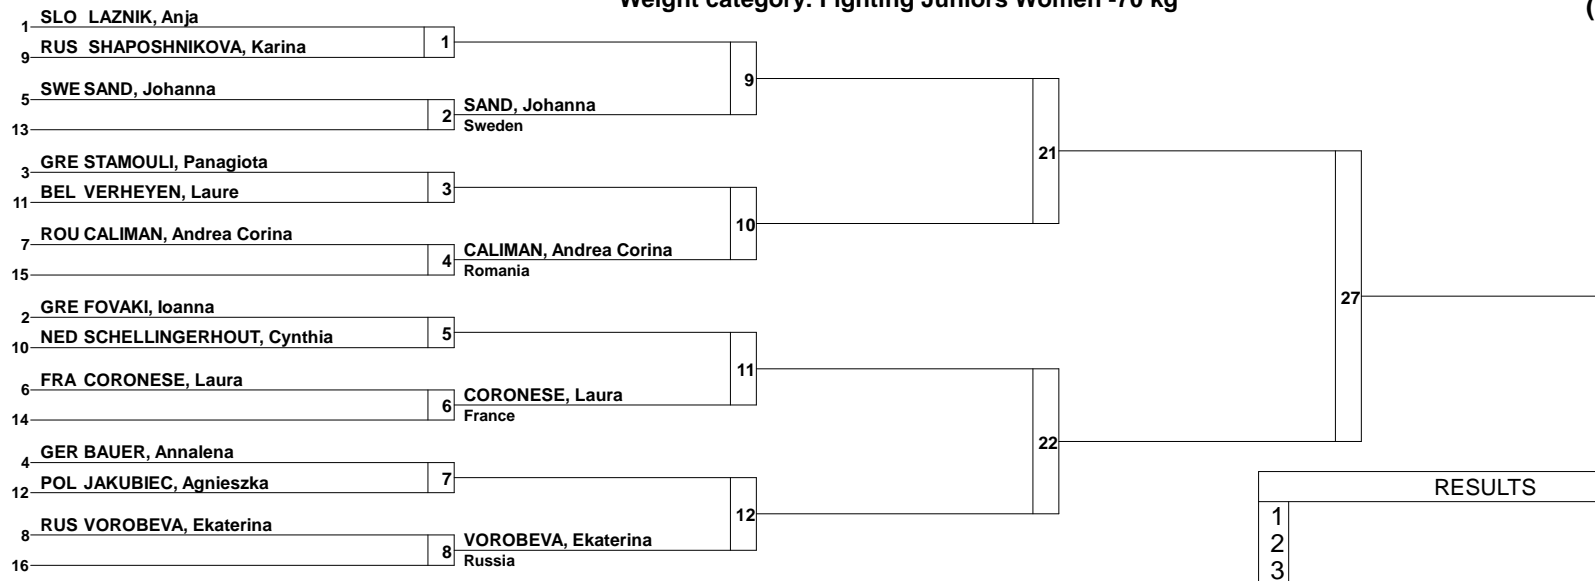 Weight category: Fighting Juniors Women -70 kg
(
1 SLO LAZNIK, Anja
1
9 RUS SHAPOSHNIKOVA, Karina
9
5 SWE SAND, Johanna
2 SAND, Johanna
Sweden
13
21
3 GRE STAMOULI, Panagiota
3
11 BEL VERHEYEN, Laure
10
7 ROU CALIMAN, Andrea Corina
4 CALIMAN, Andrea Corina
Romania
15
27
2 GRE FOVAKI, Ioanna
5
10 NED SCHELLINGERHOUT, Cynthia
11
6 FRA CORONESE, Laura
6 CORONESE, Laura
France
14
22
4 GER BAUER, Annalena
7
12 POL JAKUBIEC, Agnieszka
12
8 RUS VOROBEVA, Ekaterina
8 VOROBEVA, Ekaterina
Russia
16
RESULTS
1
2
3